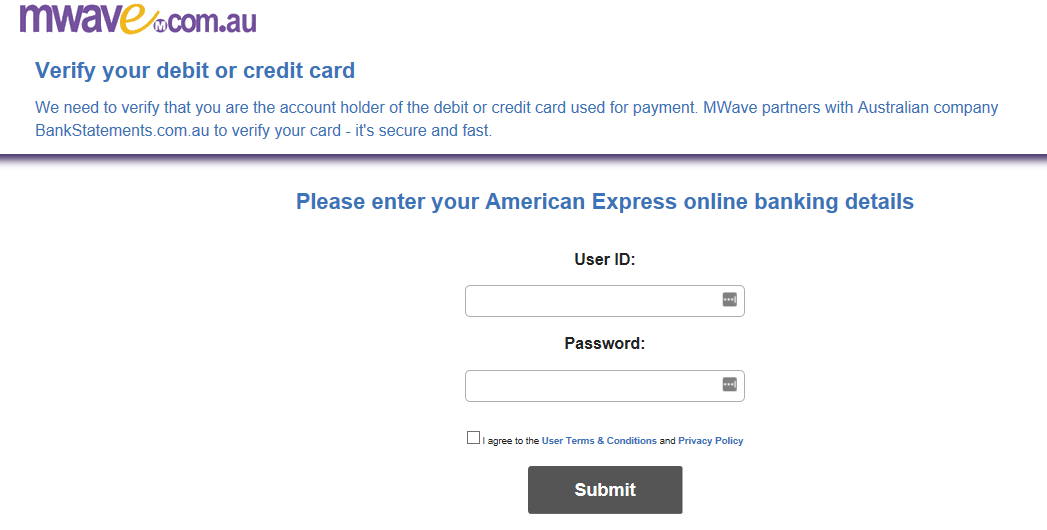 mwave M .com.au
Verify your debit or credit card
We need to verify that you are the account holder of the debit or credit card used for payment. MWave partners with Australian company
BankStatements.com.au to verify your card - it's secure and fast.
Please enter your American Express online banking details
User ID:
Password:
I agree to the User Terms & Conditions and Privacy Policy
Submit